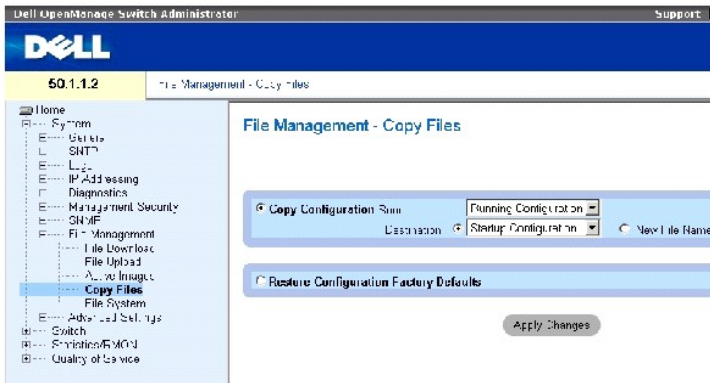 Dell OpenManage Switch Administrator
Support
DELL
50.1.1.2
File Management - Copy Files
Home
System
General
SNTP
Logs
IP Addressing
Diagnostics
Management Security
SNMP
File Management
File Download
File Upload
Active Images
Copy Files
File System
Advanced Settings
Switch
Statistics/RMON
Quality of Service
File Management - Copy Files
Copy Configuration Source Running Configuration
Destination Startup Configuration New File Name
Restore Configuration Factory Defaults
Apply Changes